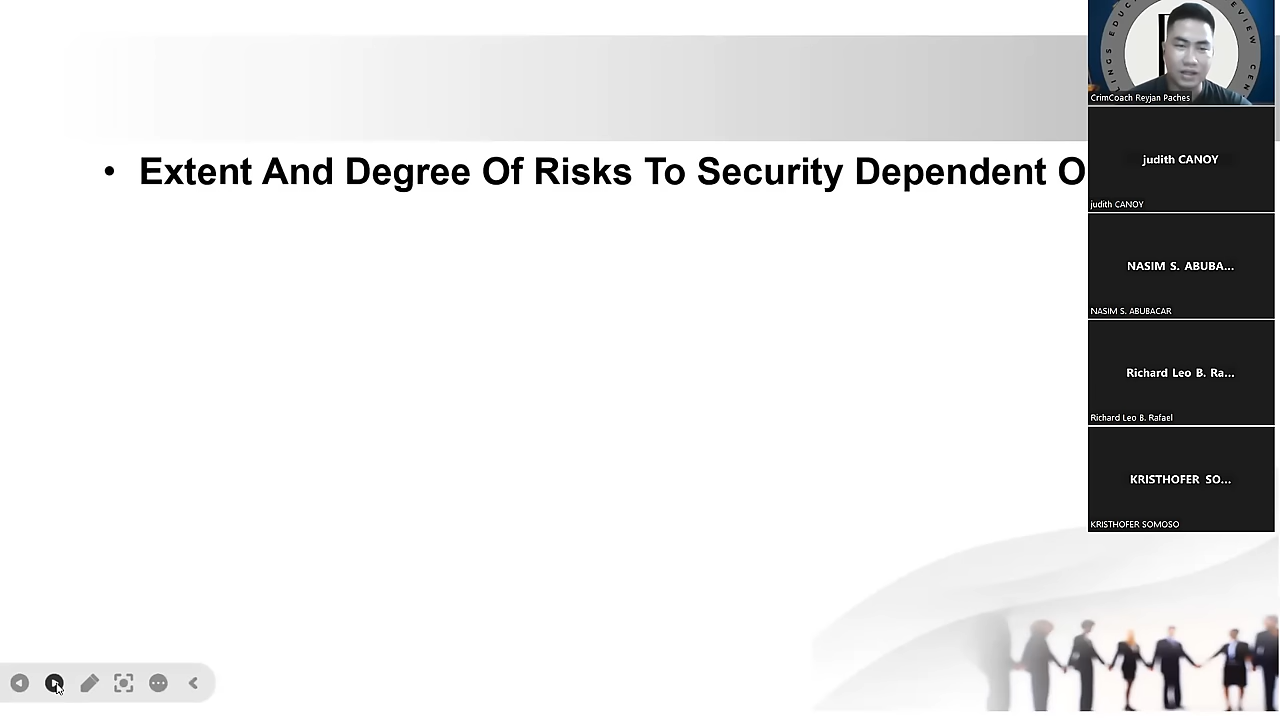 • Extent And Degree Of Risks To Security Dependent O
CrimCoach Reyjan Paches
judith CANOY
judith CANOY
NASIM S. ABUBA...
NASIM S. ABUBACAR
Richard Leo B. Ra...
Richard Leo B. Rafael
KRISTHOFER SO...
KRISTHOFER SOMOSO